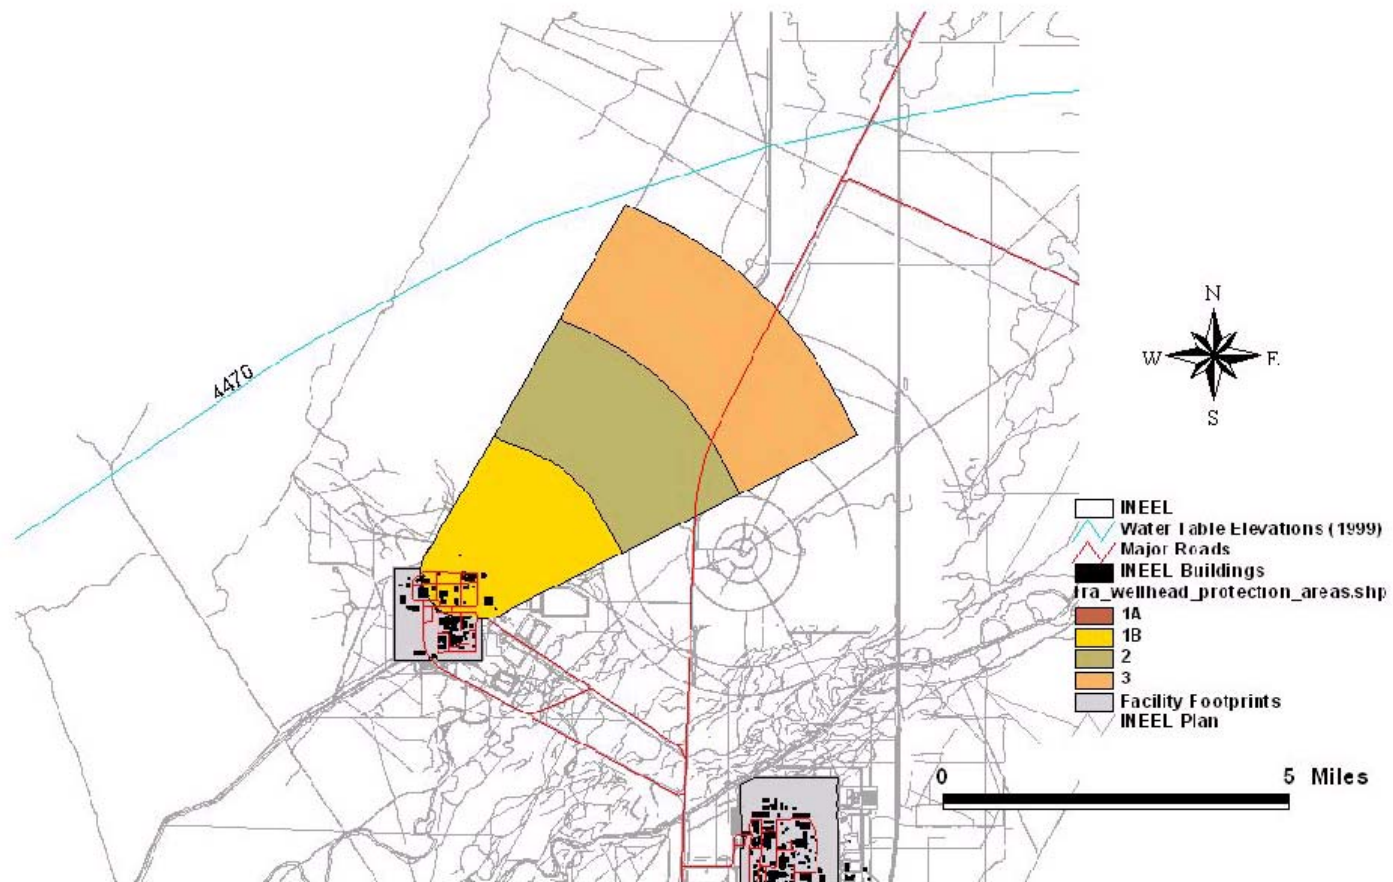 N
W E
S
4470
INEEL
Water Table Elevations (1999)
Major Roads
INEEL Buildings
tra_wellhead_protection_areas.shp
1A
1B
2
3
Facility Footprints
INEEL Plan
0 5 Miles